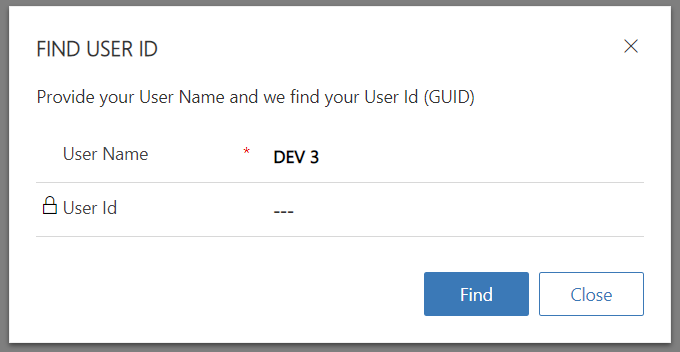 FIND USER ID
Provide your User Name and we find your User Id (GUID)
User Name * DEV 3
User Id ---
Find Close